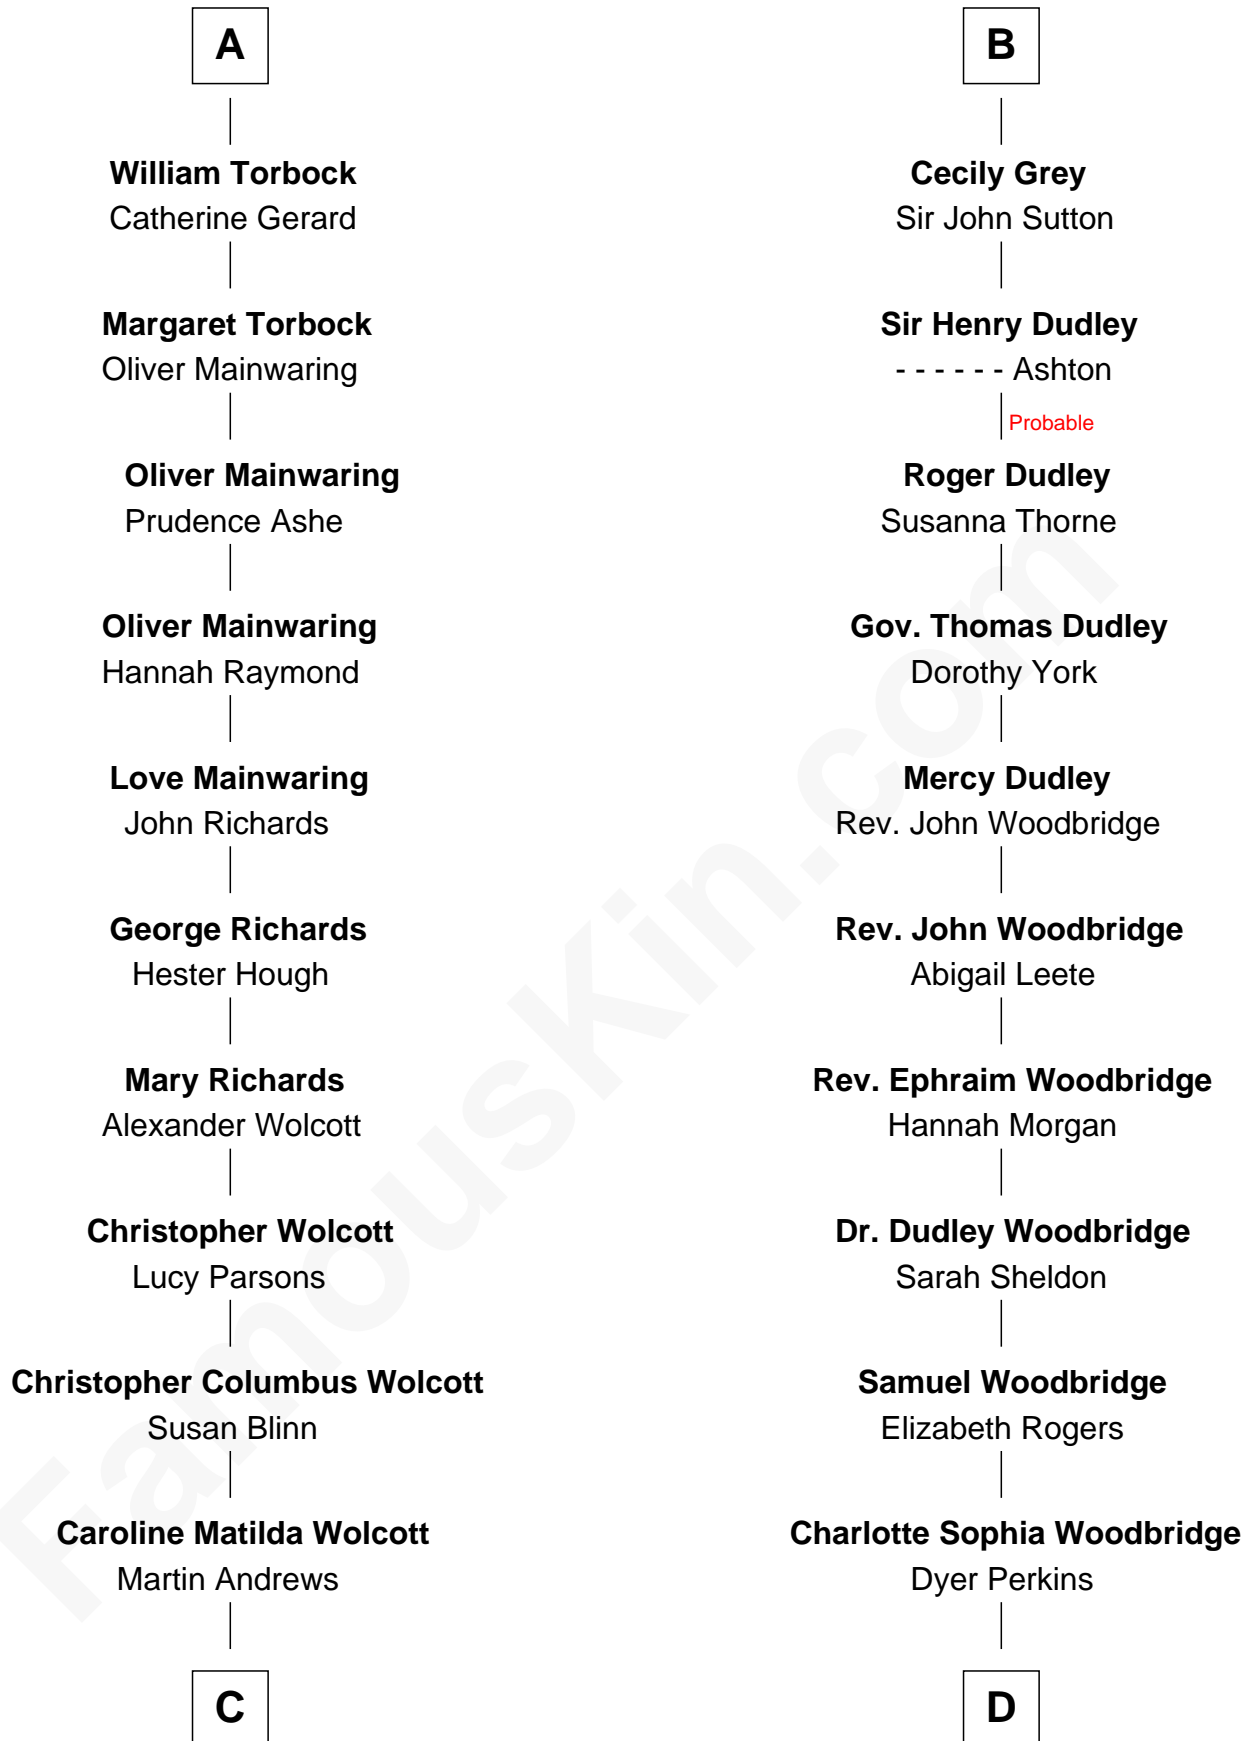 A
William Torbock
Catherine Gerard
Margaret Torbock
Oliver Mainwaring
Oliver Mainwaring
Prudence Ashe
Oliver Mainwaring
Hannah Raymond
Love Mainwaring
John Richards
George Richards
Hester Hough
Mary Richards
Alexander Wolcott
Christopher Wolcott
Lucy Parsons
Christopher Columbus Wolcott
Susan Blinn
Caroline Matilda Wolcott
Martin Andrews
C
B
Cecily Grey
Sir John Sutton
Sir Henry Dudley
- - - - - - Ashton
Probable
Roger Dudley
Susanna Thorne
Gov. Thomas Dudley
Dorothy York
Mercy Dudley
Rev. John Woodbridge
Rev. John Woodbridge
Abigail Leete
Rev. Ephraim Woodbridge
Hannah Morgan
Dr. Dudley Woodbridge
Sarah Sheldon
Samuel Woodbridge
Elizabeth Rogers
Charlotte Sophia Woodbridge
Dyer Perkins
D
FamousKin.com